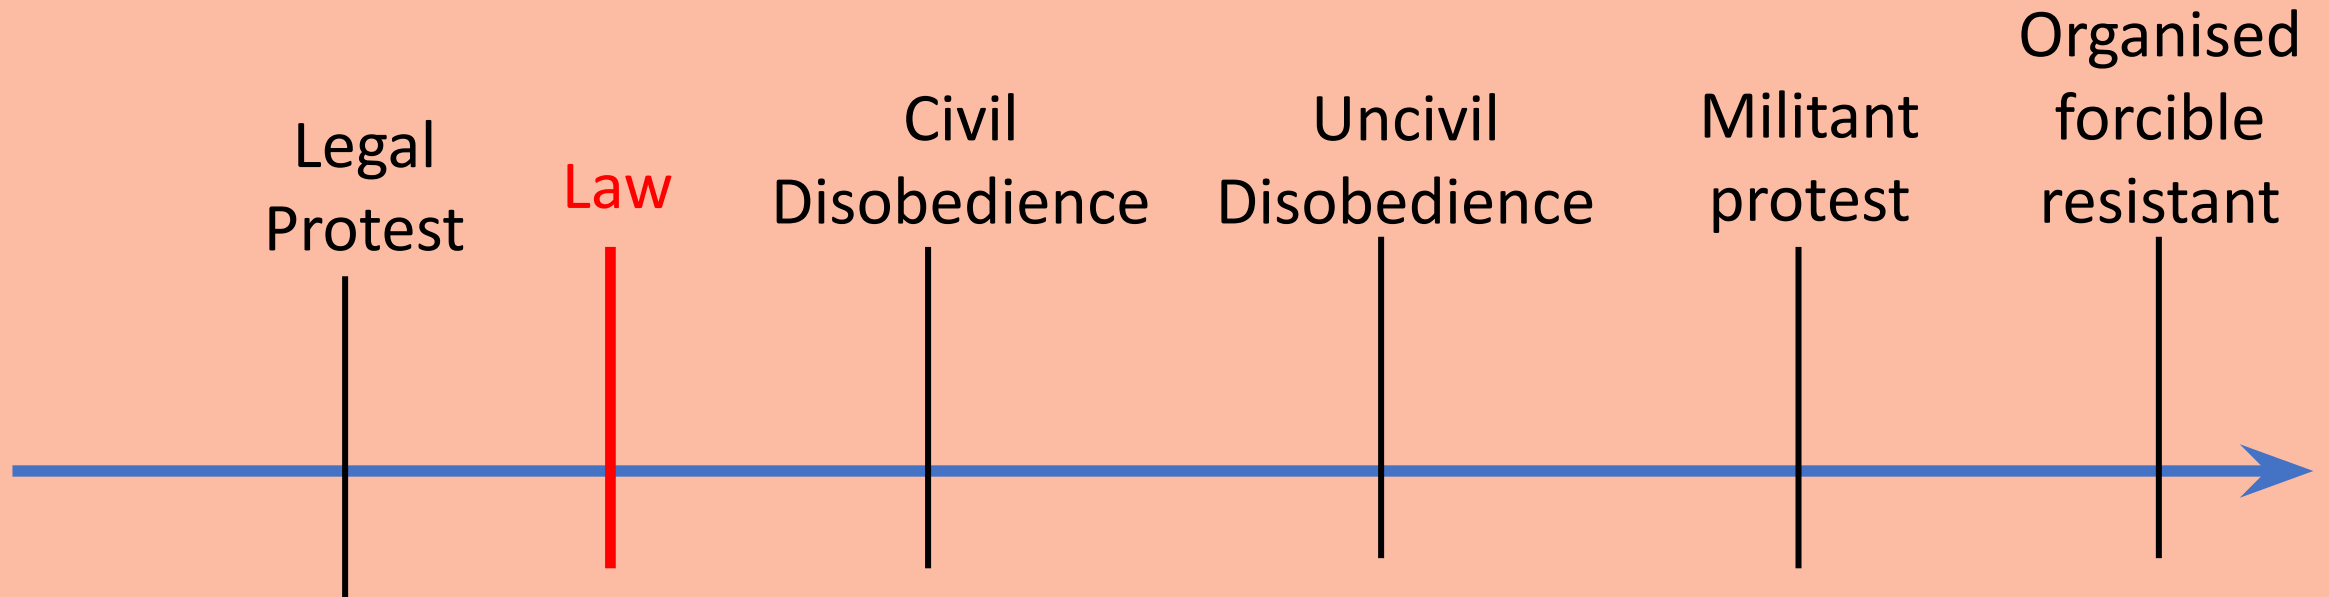 Legal
Protest
Law
Civil
Disobedience
Uncivil
Disobedience
Militant
protest
Organised
forcible
resistant